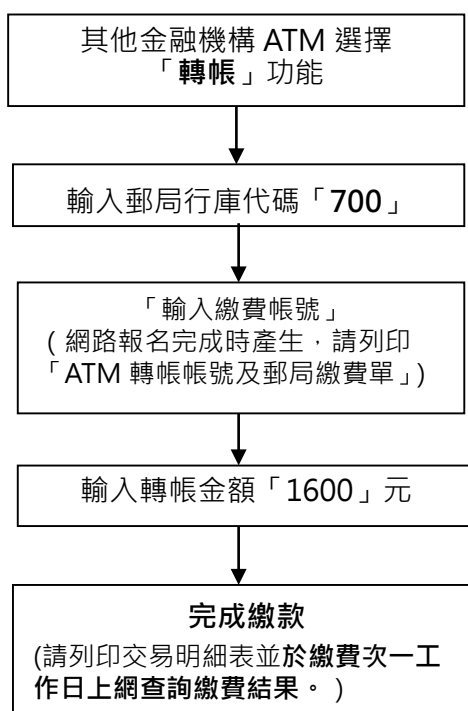 其他金融機構 ATM 選擇
「轉帳」功能
輸入郵局行庫代碼「700」
「輸入繳費帳號」
(網路報名完成時產生，請列印
「ATM 轉帳帳號及郵局繳費單」)
輸入轉帳金額「1600」元
完成繳款
(請列印交易明細表並於繳費次一工
作日上網查詢繳費結果。)